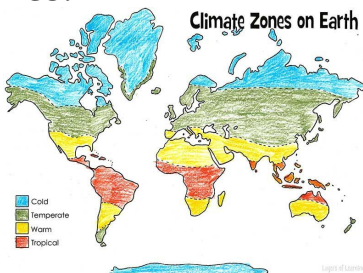 Climate Zones on Earth
Cold
Temperate
Warm
Tropical